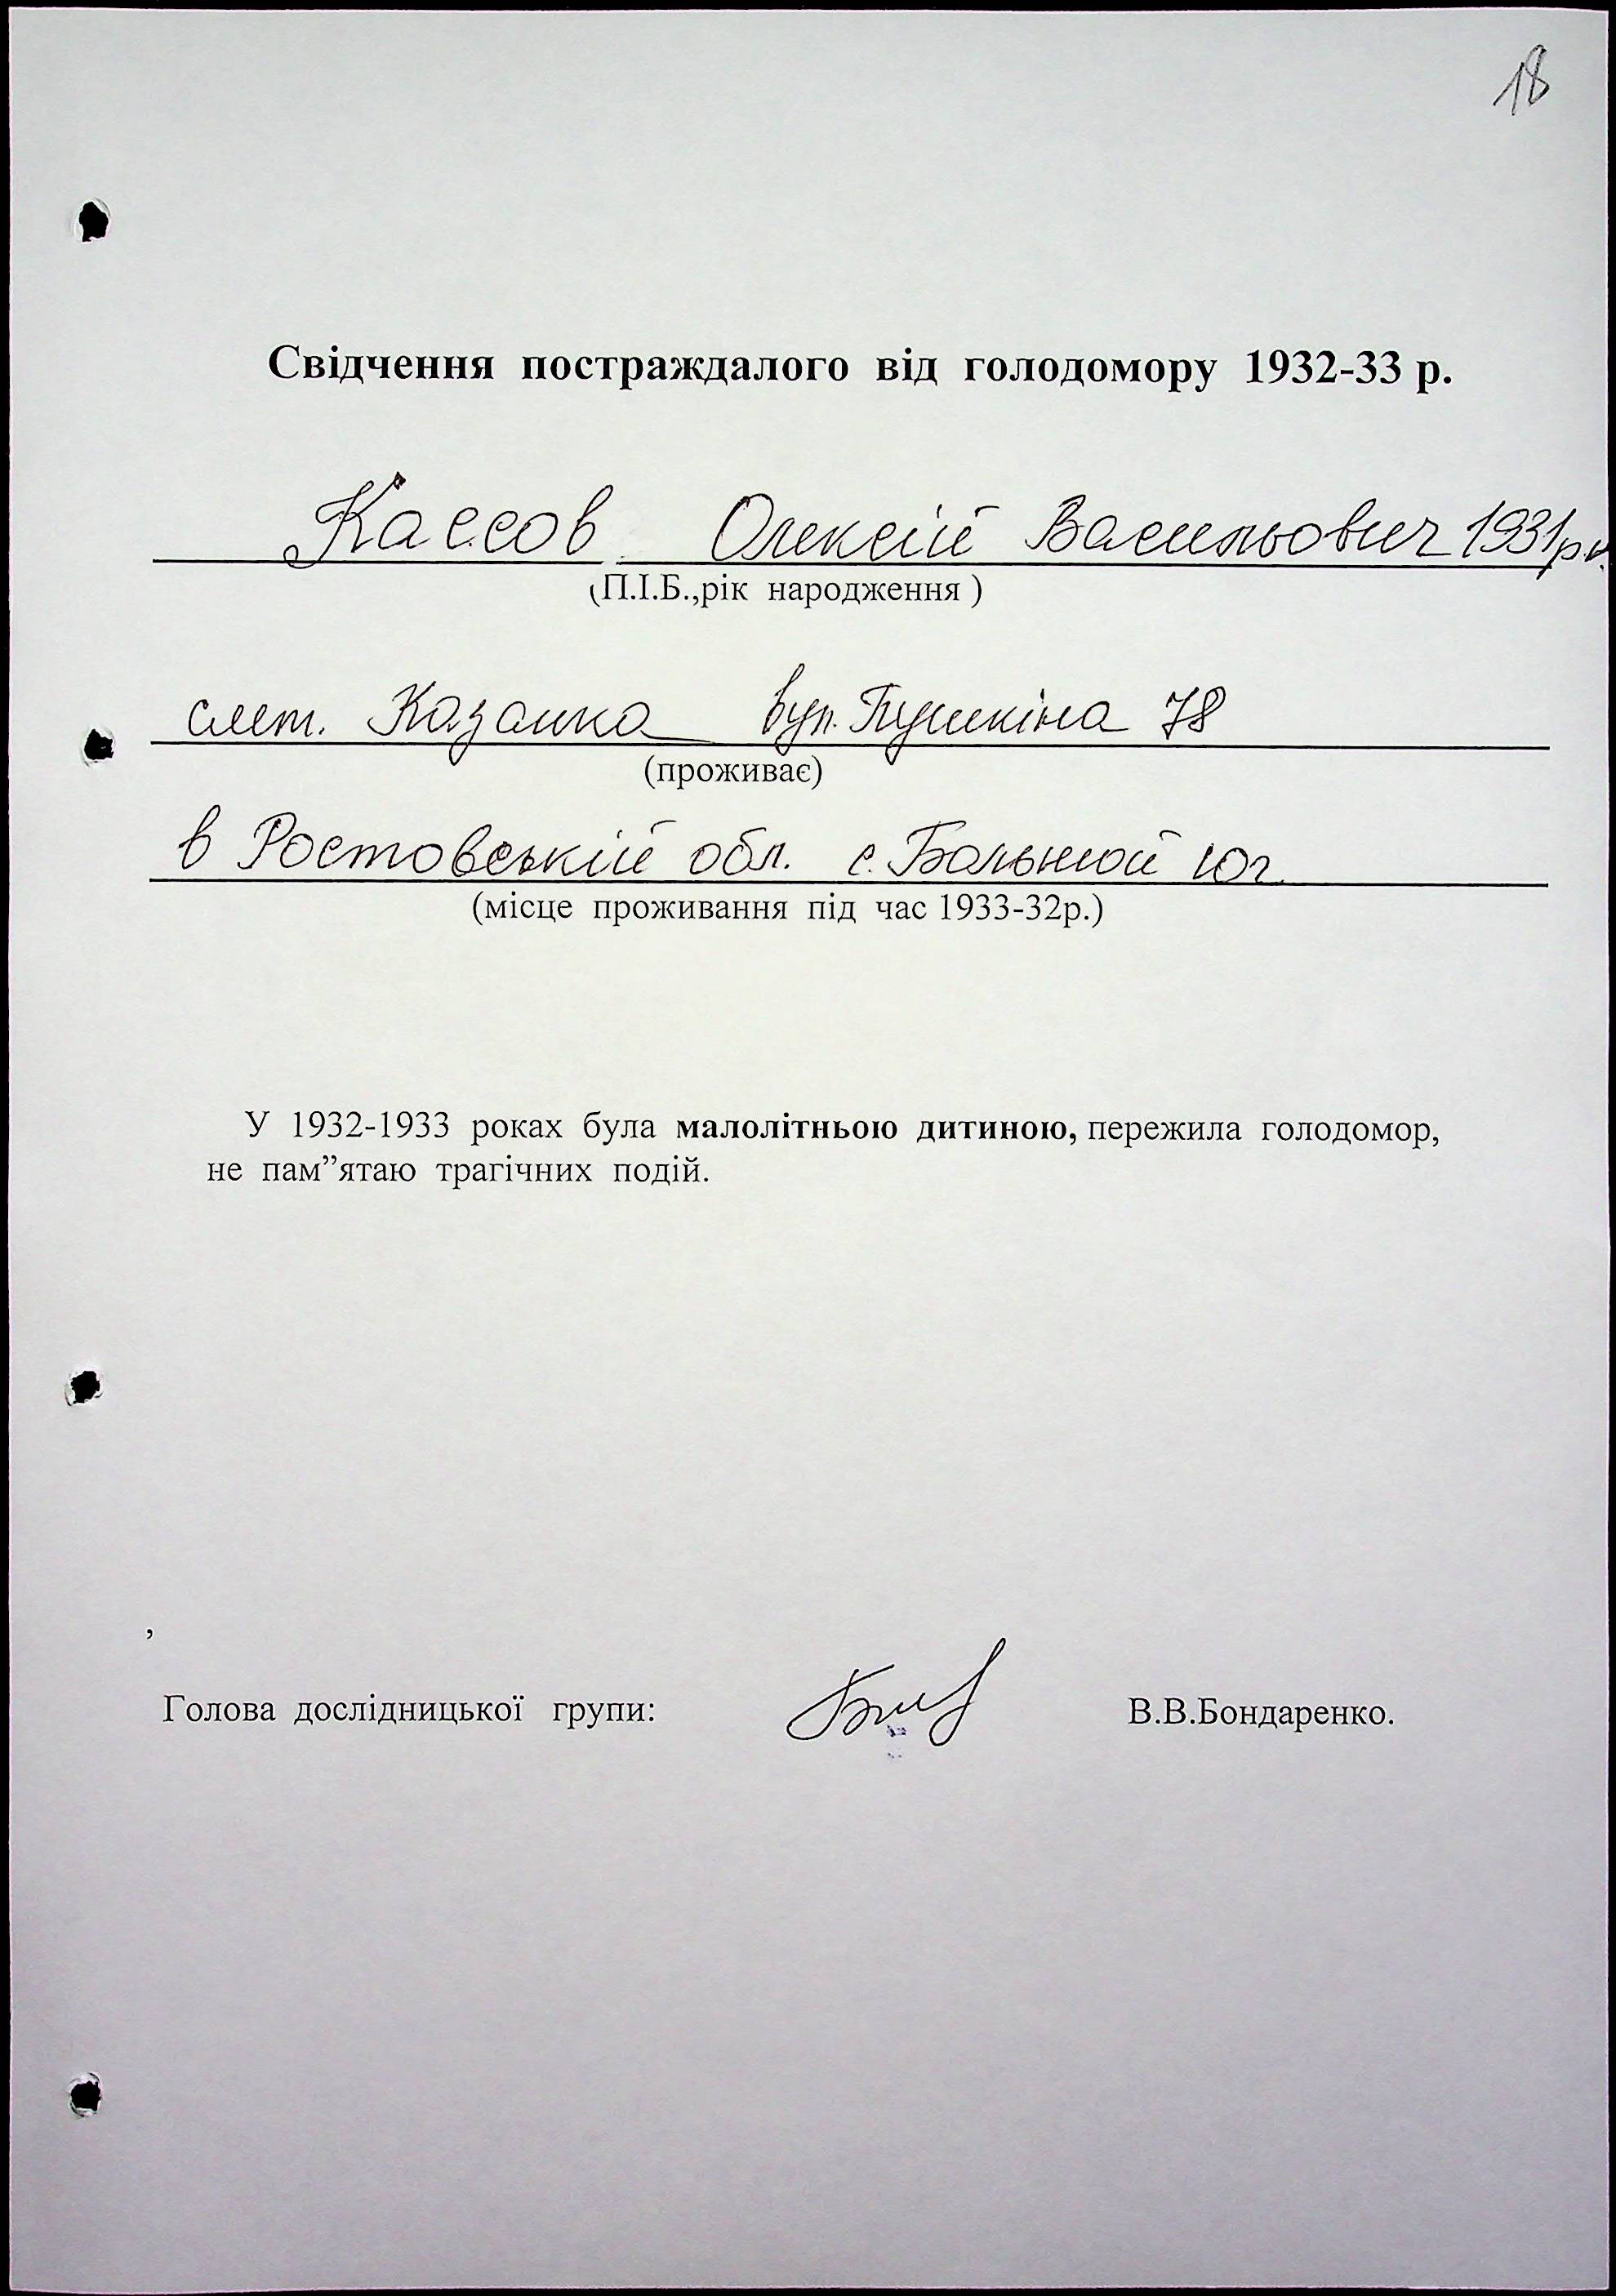 18
Свідчення постраждалого від голодомору 1932-33 р.
Кассов Олексій Васильович 1931р.н.
(П.І.Б.,рік народження )
смт. Казанка вул. Пушкіна 78
(проживає)
в Ростовській обл. с. Большой Юг
(місце проживання під час 1933-32р.)
У 1932-1933 роках була малолітньою дитиною, пережила голодомор,
не пам”ятаю трагічних подій.
,
Голова дослідницької групи: В.В.Бондаренко.